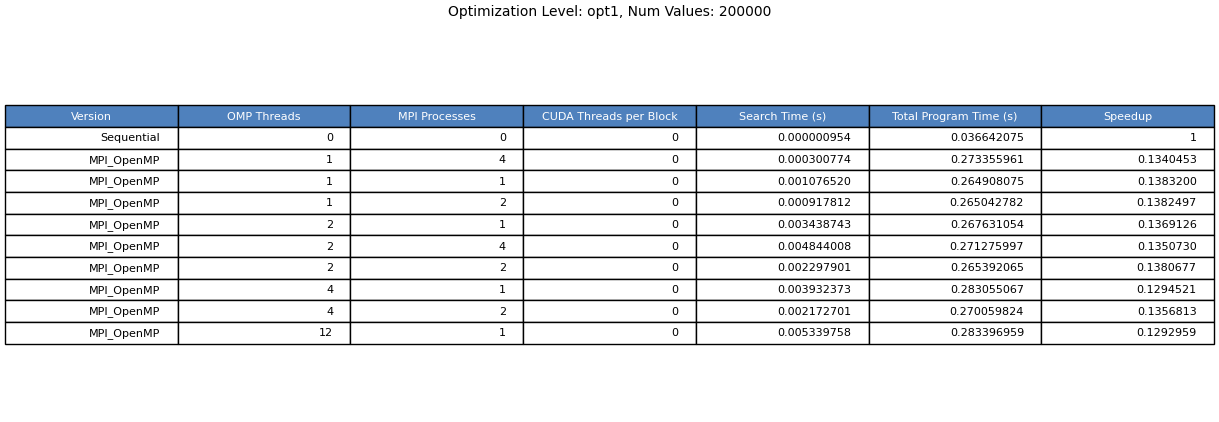 Optimization Level: opt1, Num Values: 200000
Version OMP Threads MPI Processes CUDA Threads per Block Search Time (s) Total Program Time (s) Speedup
Sequential 0 0 0 0.000000954 0.036642075 1
MPI_OpenMP 1 4 0 0.000300774 0.273355961 0.1340453
MPI_OpenMP 1 1 0 0.001076520 0.264908075 0.1383200
MPI_OpenMP 1 2 0 0.000917812 0.265042782 0.1382497
MPI_OpenMP 2 1 0 0.003438743 0.267631054 0.1369126
MPI_OpenMP 2 4 0 0.004844008 0.271275997 0.1350730
MPI_OpenMP 2 2 0 0.002297901 0.265392065 0.1380677
MPI_OpenMP 4 1 0 0.003932373 0.283055067 0.1294521
MPI_OpenMP 4 2 0 0.002172701 0.270059824 0.1356813
MPI_OpenMP 12 1 0 0.005339758 0.283396959 0.1292959